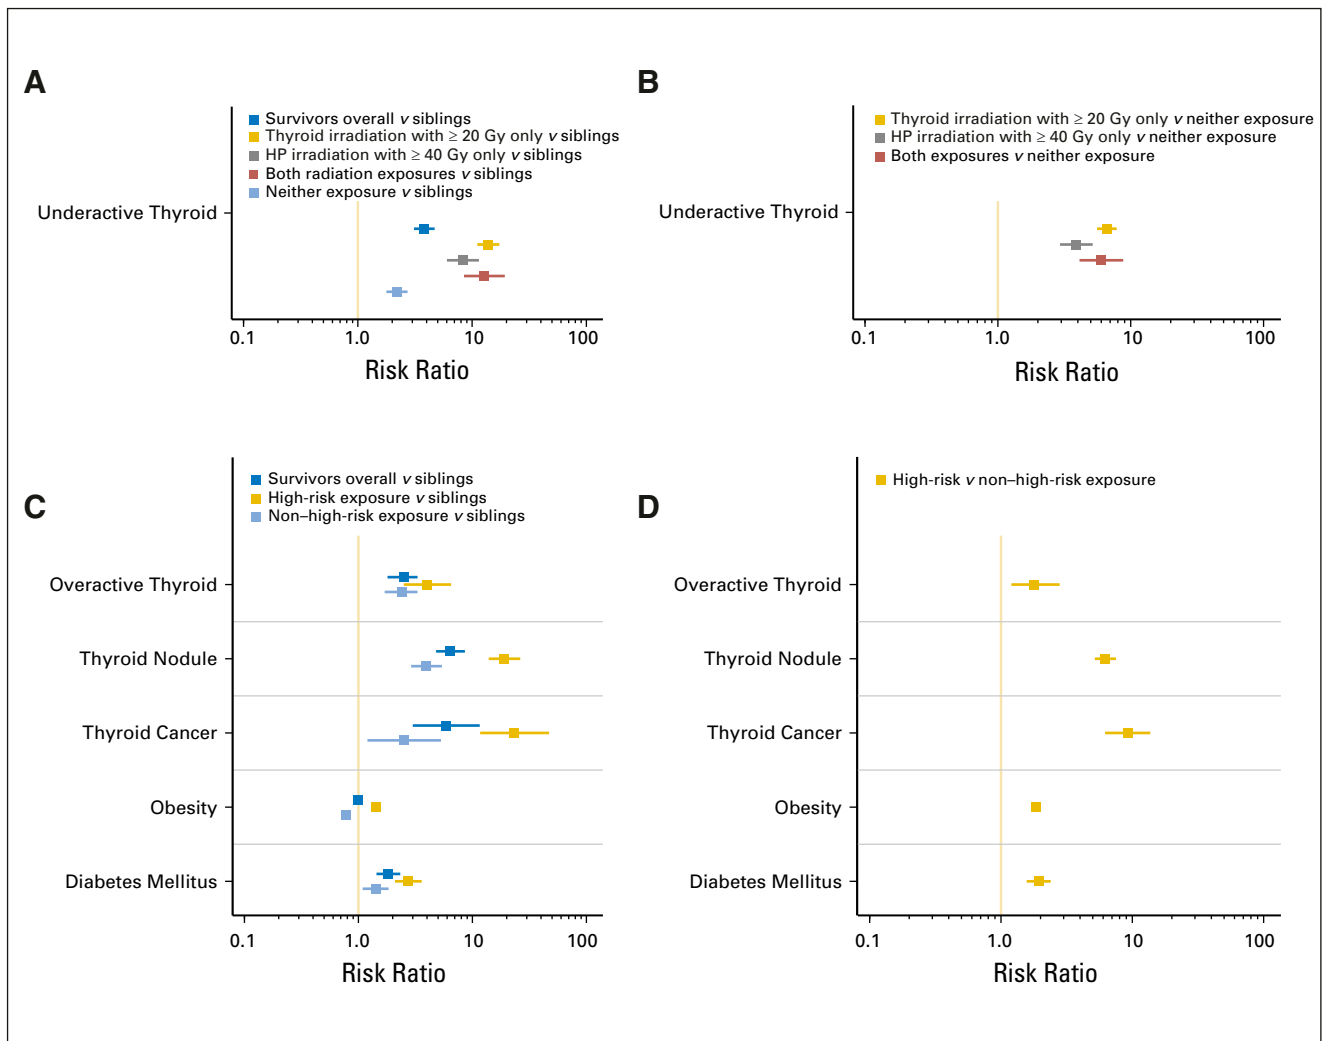 A
Survivors overall v siblings
Thyroid irradiation with ≥ 20 Gy only v siblings
HP irradiation with ≥ 40 Gy only v siblings
Both radiation exposures v siblings
Neither exposure v siblings
Underactive Thyroid
0.1 1.0 10 100
Risk Ratio
B
Thyroid irradiation with ≥ 20 Gy only v neither exposure
HP irradiation with ≥ 40 Gy only v neither exposure
Both exposures v neither exposure
Underactive Thyroid
0.1 1.0 10 100
Risk Ratio
C
Survivors overall v siblings
High-risk exposure v siblings
Non–high-risk exposure v siblings
Overactive Thyroid
Thyroid Nodule
Thyroid Cancer
Obesity
Diabetes Mellitus
0.1 1.0 10 100
Risk Ratio
D
High-risk v non–high-risk exposure
Overactive Thyroid
Thyroid Nodule
Thyroid Cancer
Obesity
Diabetes Mellitus
0.1 1.0 10 100
Risk Ratio